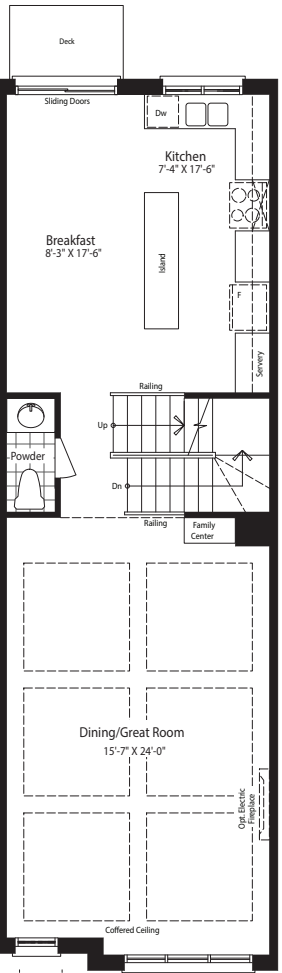 Deck
Sliding Doors
Dw
Kitchen
7'-4" X 17'-6"
Breakfast
8'-3" X 17'-6"
Island
F
Servery
Railing
Up
Powder
Dn
Railing
Family
Center
Dining/Great Room
15'-7" X 24'-0"
Opt. Electric
Fireplace
Coffered Ceiling